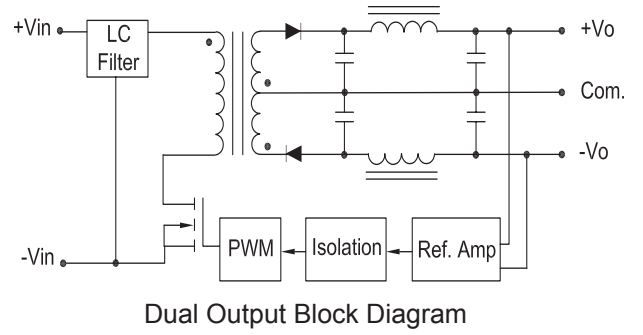 +Vin
LC
Filter
+Vo
Com.
-Vo
-Vin
PWM
Isolation
Ref. Amp
Dual Output Block Diagram